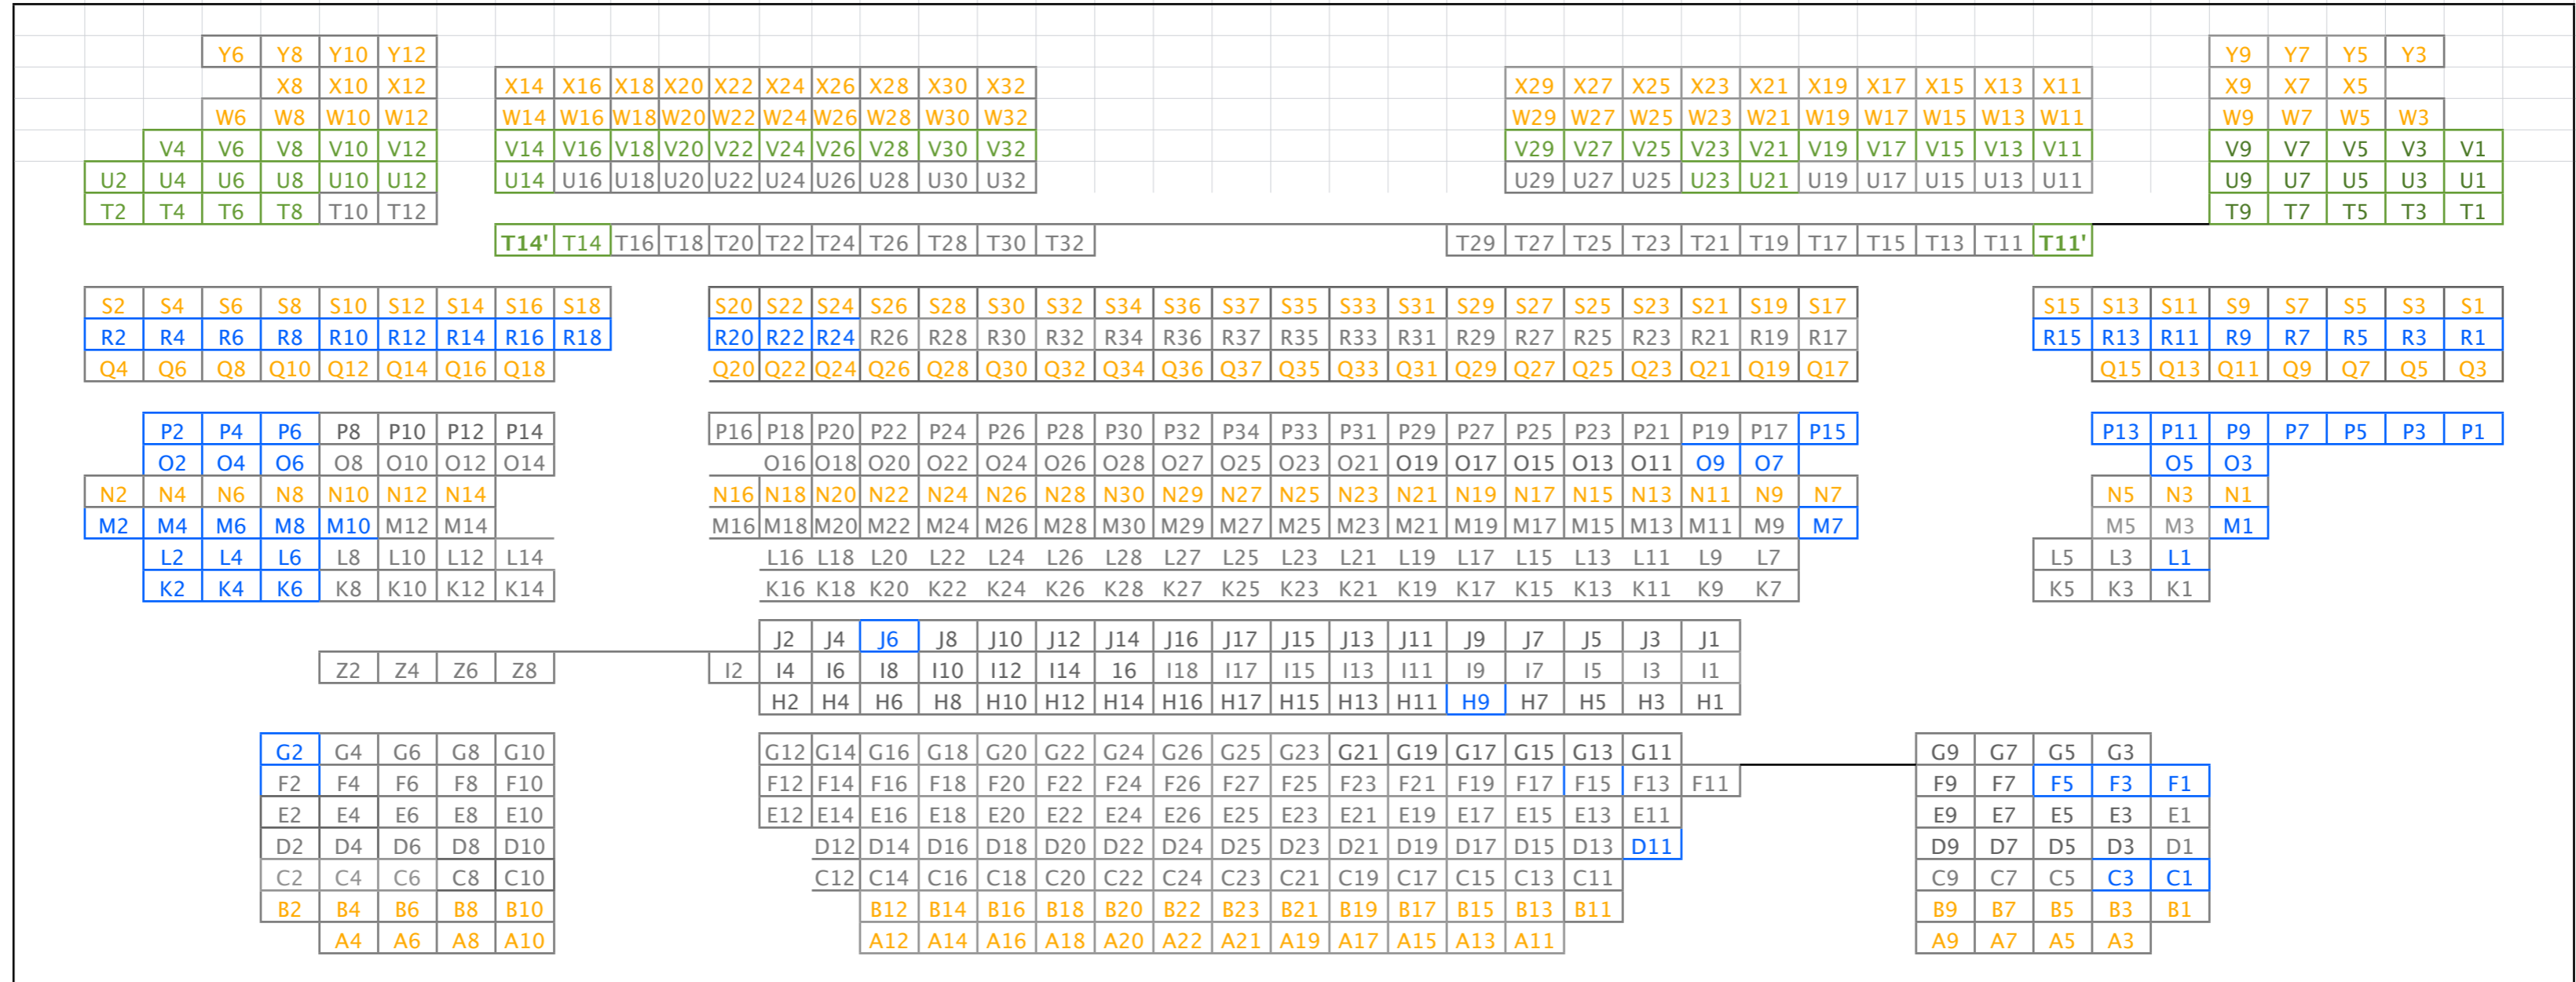 Y6 Y8 Y10 Y12 Y9 Y7 Y5 Y3
X8 X10 X12 X14 X16 X18 X20 X22 X24 X26 X28 X30 X32 X29 X27 X25 X23 X21 X19 X17 X15 X13 X11 X9 X7 X5
W6 W8 W10 W12 W14 W16 W18 W20 W22 W24 W26 W28 W30 W32 W29 W27 W25 W23 W21 W19 W17 W15 W13 W11 W9 W7 W5 W3
V4 V6 V8 V10 V12 V14 V16 V18 V20 V22 V24 V26 V28 V30 V32 V29 V27 V25 V23 V21 V19 V17 V15 V13 V11 V9 V7 V5 V3 V1
U2 U4 U6 U8 U10 U12 U14 U16 U18 U20 U22 U24 U26 U28 U30 U32 U29 U27 U25 U23 U21 U19 U17 U15 U13 U11 U9 U7 U5 U3 U1
T2 T4 T6 T8 T10 T12 T9 T7 T5 T3 T1
T14' T14 T16 T18 T20 T22 T24 T26 T28 T30 T32 T29 T27 T25 T23 T21 T19 T17 T15 T13 T11 T11'
S2 S4 S6 S8 S10 S12 S14 S16 S18 S20 S22 S24 S26 S28 S30 S32 S34 S36 S37 S35 S33 S31 S29 S27 S25 S23 S21 S19 S17 S15 S13 S11 S9 S7 S5 S3 S1
R2 R4 R6 R8 R10 R12 R14 R16 R18 R20 R22 R24 R26 R28 R30 R32 R34 R36 R37 R35 R33 R31 R29 R27 R25 R23 R21 R19 R17 R15 R13 R11 R9 R7 R5 R3 R1
Q4 Q6 Q8 Q10 Q12 Q14 Q16 Q18 Q20 Q22 Q24 Q26 Q28 Q30 Q32 Q34 Q36 Q37 Q35 Q33 Q31 Q29 Q27 Q25 Q23 Q21 Q19 Q17 Q15 Q13 Q11 Q9 Q7 Q5 Q3
P2 P4 P6 P8 P10 P12 P14 P16 P18 P20 P22 P24 P26 P28 P30 P32 P34 P33 P31 P29 P27 P25 P23 P21 P19 P17 P15 P13 P11 P9 P7 P5 P3 P1
O2 O4 O6 O8 O10 O12 O14 O16 O18 O20 O22 O24 O26 O28 O27 O25 O23 O21 O19 O17 O15 O13 O11 O9 O7 O5 O3
N2 N4 N6 N8 N10 N12 N14 N16 N18 N20 N22 N24 N26 N28 N30 N29 N27 N25 N23 N21 N19 N17 N15 N13 N11 N9 N7 N5 N3 N1
M2 M4 M6 M8 M10 M12 M14 M16 M18 M20 M22 M24 M26 M28 M30 M29 M27 M25 M23 M21 M19 M17 M15 M13 M11 M9 M7 M5 M3 M1
L2 L4 L6 L8 L10 L12 L14 L16 L18 L20 L22 L24 L26 L28 L27 L25 L23 L21 L19 L17 L15 L13 L11 L9 L7 L5 L3 L1
K2 K4 K6 K8 K10 K12 K14 K16 K18 K20 K22 K24 K26 K28 K27 K25 K23 K21 K19 K17 K15 K13 K11 K9 K7 K5 K3 K1
J2 J4 J6 J8 J10 J12 J14 J16 J17 J15 J13 J11 J9 J7 J5 J3 J1
Z2 Z4 Z6 Z8 I2 I4 I6 I8 I10 I12 I14 16 I18 I17 I15 I13 I11 I9 I7 I5 I3 I1
H2 H4 H6 H8 H10 H12 H14 H16 H17 H15 H13 H11 H9 H7 H5 H3 H1
G2 G4 G6 G8 G10 G12 G14 G16 G18 G20 G22 G24 G26 G25 G23 G21 G19 G17 G15 G13 G11 G9 G7 G5 G3
F2 F4 F6 F8 F10 F12 F14 F16 F18 F20 F22 F24 F26 F27 F25 F23 F21 F19 F17 F15 F13 F11 F9 F7 F5 F3 F1
E2 E4 E6 E8 E10 E12 E14 E16 E18 E20 E22 E24 E26 E25 E23 E21 E19 E17 E15 E13 E11 E9 E7 E5 E3 E1
D2 D4 D6 D8 D10 D12 D14 D16 D18 D20 D22 D24 D25 D23 D21 D19 D17 D15 D13 D11 D9 D7 D5 D3 D1
C2 C4 C6 C8 C10 C12 C14 C16 C18 C20 C22 C24 C23 C21 C19 C17 C15 C13 C11 C9 C7 C5 C3 C1
B2 B4 B6 B8 B10 B12 B14 B16 B18 B20 B22 B23 B21 B19 B17 B15 B13 B11 B9 B7 B5 B3 B1
A4 A6 A8 A10 A12 A14 A16 A18 A20 A22 A21 A19 A17 A15 A13 A11 A9 A7 A5 A3